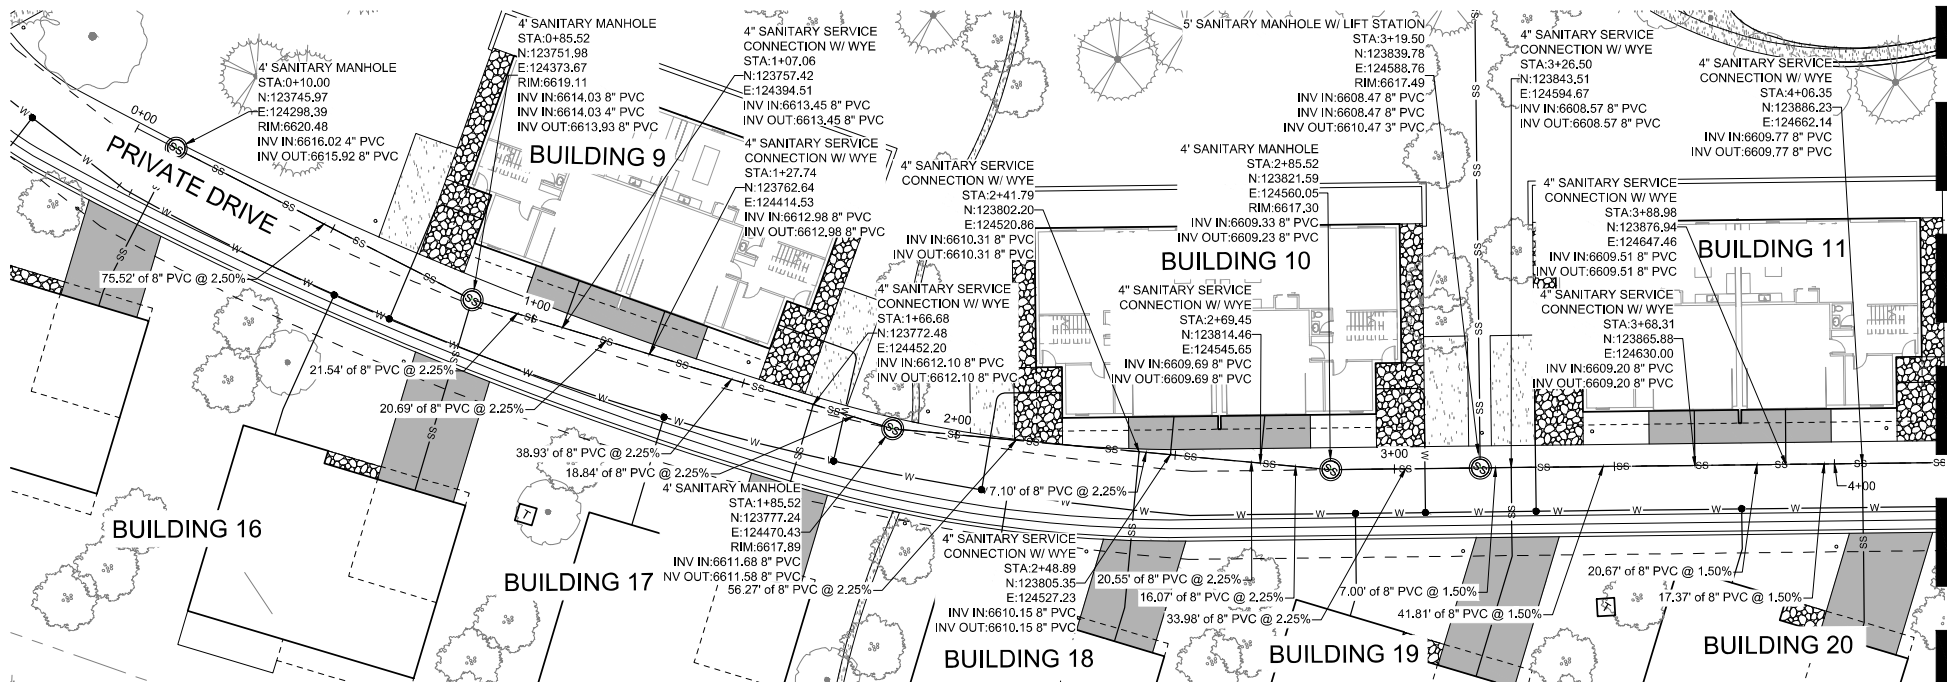 4' SANITARY MANHOLE
STA:0+10.00
N:123745.97
E:124298.39
RIM:6620.48
INV IN:6616.02 4" PVC
INV OUT:6615.92 8" PVC
0+00
PRIVATE DRIVE
4' SANITARY MANHOLE
STA:0+85.52
N:123751.98
E:124373.67
RIM:6619.11
INV IN:6614.03 8" PVC
INV IN:6614.03 4" PVC
INV OUT:6613.93 8" PVC
BUILDING 9
4" SANITARY SERVICE
CONNECTION W/ WYE
STA:1+07.06
N:123757.42
E:124394.51
INV IN:6613.45 8" PVC
INV OUT:6613.45 8" PVC
4" SANITARY SERVICE
CONNECTION W/ WYE
STA:1+27.74
N:123762.64
E:124414.53
INV IN:6612.98 8" PVC
INV OUT:6612.98 8" PVC
4" SANITARY SERVICE
CONNECTION W/ WYE
STA:2+41.79
N:123802.20
E:124520.86
INV IN:6610.31 8" PVC
INV OUT:6610.31 8" PVC
4" SANITARY SERVICE
CONNECTION W/ WYE
STA:1+66.68
N:123772.48
E:124452.20
INV IN:6612.10 8" PVC
INV OUT:6612.10 8" PVC
5' SANITARY MANHOLE W/ LIFT STATION
STA:3+19.50
N:123839.78
E:124588.76
RIM:6617.49
INV IN:6608.47 8" PVC
INV IN:6608.47 8" PVC
INV OUT:6610.47 3" PVC
4' SANITARY MANHOLE
STA:2+85.52
N:123821.59
E:124560.05
RIM:6617.30
INV IN:6609.33 8" PVC
INV OUT:6609.23 8" PVC
BUILDING 10
4" SANITARY SERVICE
CONNECTION W/ WYE
STA:2+69.45
N:123814.46
E:124545.65
INV IN:6609.69 8" PVC
INV OUT:6609.69 8" PVC
4" SANITARY SERVICE
CONNECTION W/ WYE
STA:3+26.50
N:123843.51
E:124594.67
INV IN:6608.57 8" PVC
INV OUT:6608.57 8" PVC
4" SANITARY SERVICE
CONNECTION W/ WYE
STA:4+06.35
N:123886.23
E:124662.14
INV IN:6609.77 8" PVC
INV OUT:6609.77 8" PVC
4" SANITARY SERVICE
CONNECTION W/ WYE
STA:3+88.98
N:123876.94
E:124647.46
INV IN:6609.51 8" PVC
INV OUT:6609.51 8" PVC
BUILDING 11
4" SANITARY SERVICE
CONNECTION W/ WYE
STA:3+68.31
N:123865.88
E:124630.00
INV IN:6609.20 8" PVC
INV OUT:6609.20 8" PVC
75.52' of 8" PVC @ 2.50%
1+00
21.54' of 8" PVC @ 2.25%
20.69' of 8" PVC @ 2.25%
2+00
38.93' of 8" PVC @ 2.25%
18.84' of 8" PVC @ 2.25%
3+00
7.10' of 8" PVC @ 2.25%
4+00
4' SANITARY MANHOLE
STA:1+85.52
N:123777.24
E:124470.43
RIM:6617.89
INV IN:6611.68 8" PVC
NV OUT:6611.58 8" PVC
56.27' of 8" PVC @ 2.25%
4" SANITARY SERVICE
CONNECTION W/ WYE
STA:2+48.89
N:123805.35
E:124527.23
INV IN:6610.15 8" PVC
INV OUT:6610.15 8" PVC
20.55' of 8" PVC @ 2.25%
16.07' of 8" PVC @ 2.25%
33.98' of 8" PVC @ 2.25%
7.00' of 8" PVC @ 1.50%
41.81' of 8" PVC @ 1.50%
20.67' of 8" PVC @ 1.50%
17.37' of 8" PVC @ 1.50%
BUILDING 16
BUILDING 17
BUILDING 18
BUILDING 19
BUILDING 20